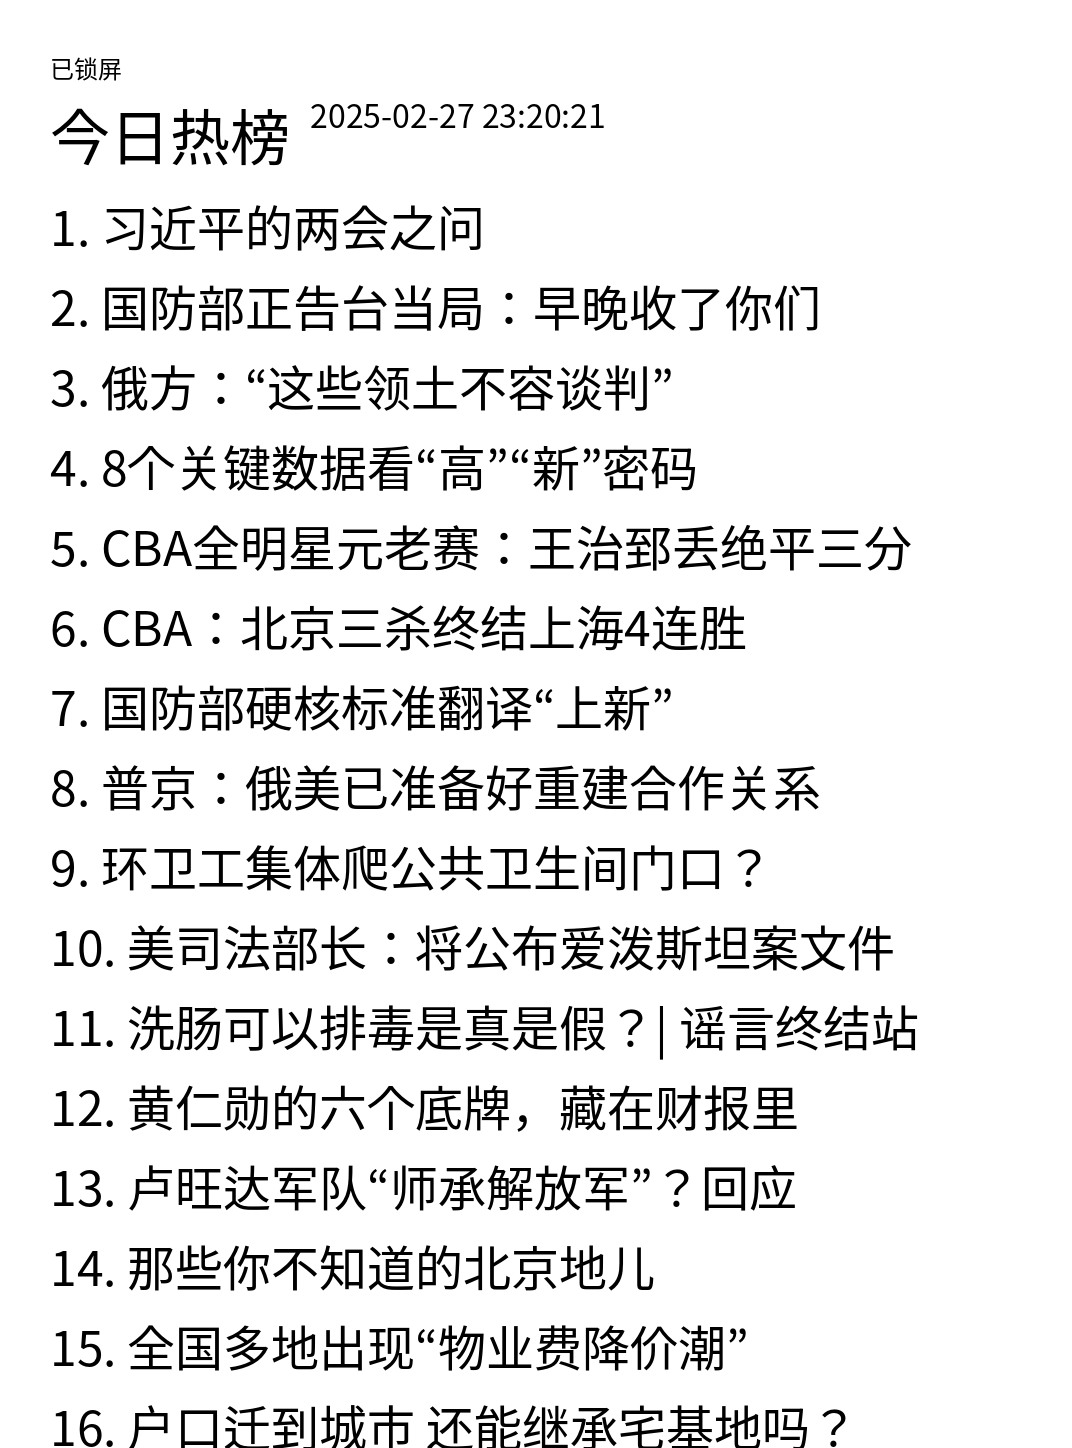 已锁屏
今日热榜 2025-02-27 23:20:21
1. 习近平的两会之问
2. 国防部正告台当局：早晚收了你们
3. 俄方：“这些领土不容谈判”
4. 8个关键数据看“高”“新”密码
5. CBA全明星元老赛：王治郅丢绝平三分
6. CBA：北京三杀终结上海4连胜
7. 国防部硬核标准翻译“上新”
8. 普京：俄美已准备好重建合作关系
9. 环卫工集体爬公共卫生间门口？
10. 美司法部长：将公布爱泼斯坦案文件
11. 洗肠可以排毒是真是假？| 谣言终结站
12. 黄仁勋的六个底牌，藏在财报里
13. 卢旺达军队“师承解放军”？回应
14. 那些你不知道的北京地儿
15. 全国多地出现“物业费降价潮”
16. 户口迁到城市 还能继承宅基地吗？